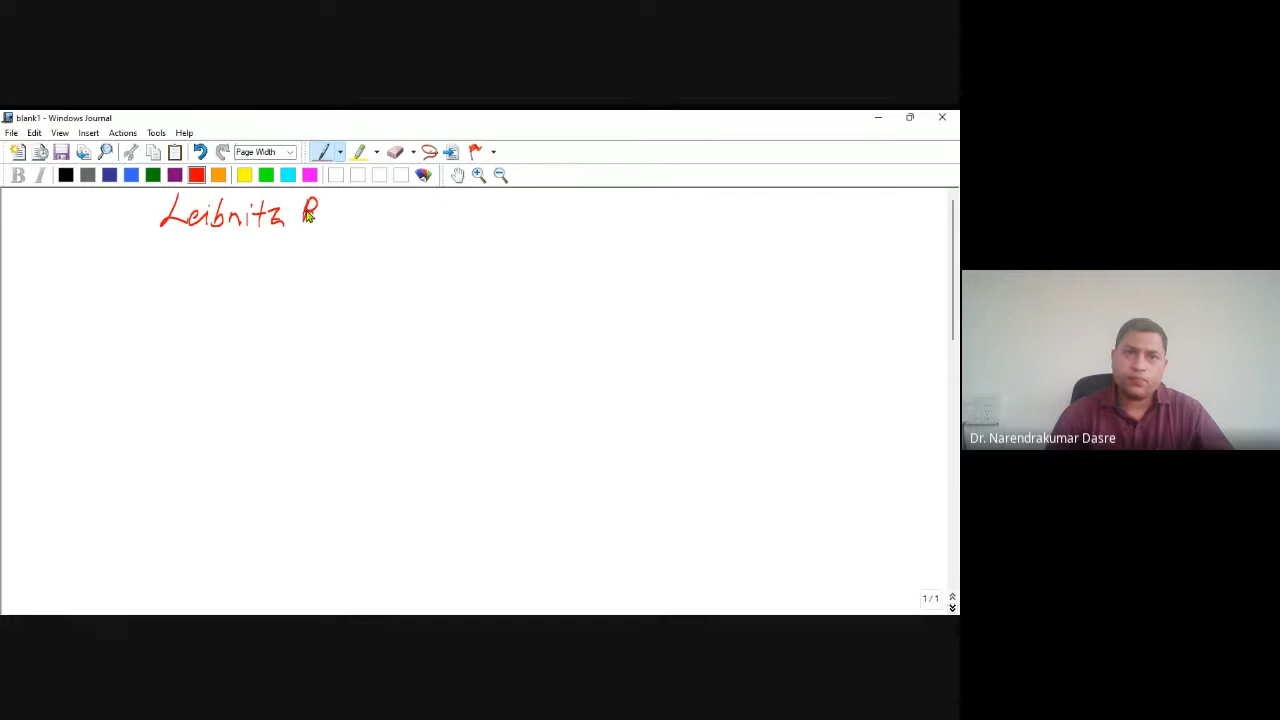 blank1 - Windows Journal
File Edit View Insert Actions Tools Help
Page Width
B I
Leibnitz R
Dr. Narendrakumar Dasre
1 / 1